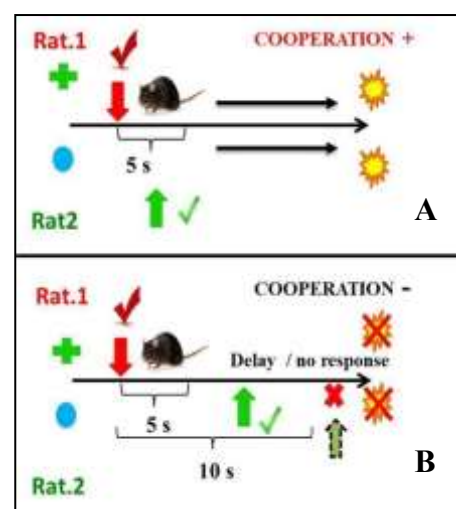 Rat.1
COOPERATION +
5 s
Rat2
A
Rat.1
COOPERATION -
Delay / no response
5 s
10 s
Rat.2
B